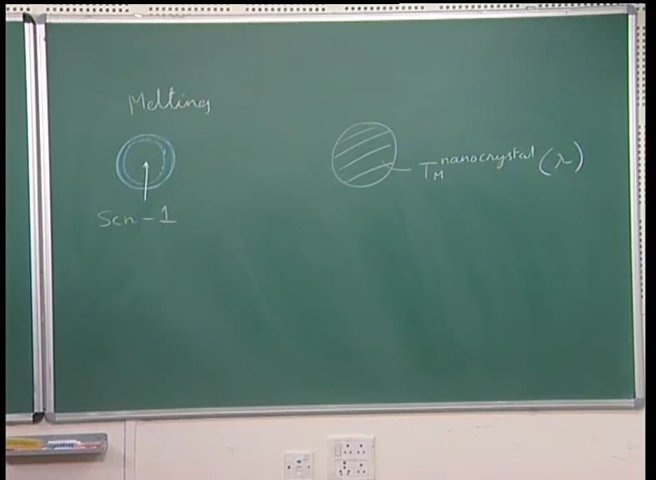 Melting
T_M^nanocrystal (r)
Scn. - 1